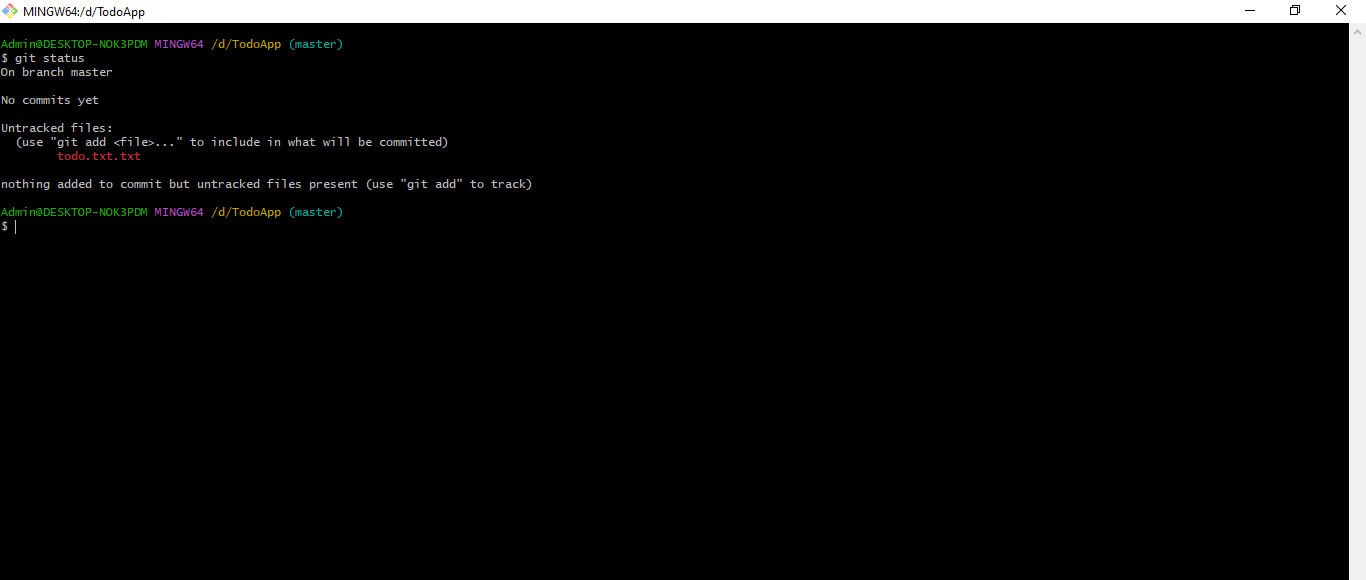 MINGW64:/d/TodoApp
Admin@DESKTOP-NOK3PDM MINGW64 /d/TodoApp (master)
$ git status
On branch master
No commits yet
Untracked files:
(use "git add <file>..." to include in what will be committed)
todo.txt.txt
nothing added to commit but untracked files present (use "git add" to track)
Admin@DESKTOP-NOK3PDM MINGW64 /d/TodoApp (master)
$